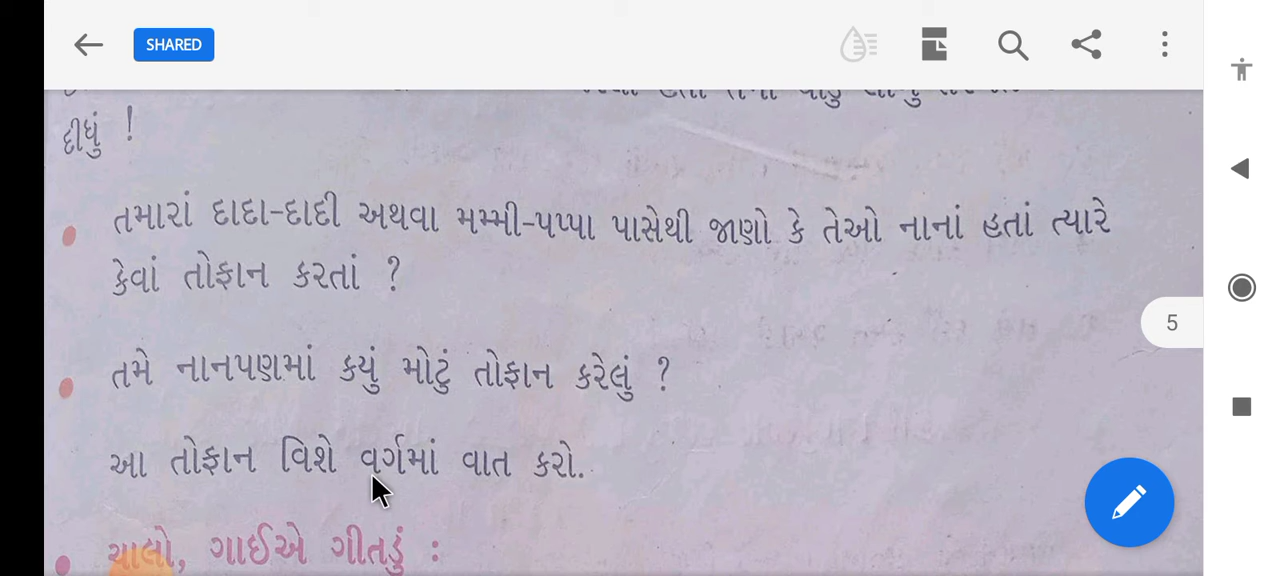 SHARED
દીધું !
તમારાં દાદા-દાદી અથવા મમ્મી-પપ્પા પાસેથી જાણો કે તેઓ નાનાં હતાં ત્યારે
કેવાં તોફાન કરતાં ?
5
તમે નાનપણમાં કયું મોટું તોફાન કરેલું ?
આ તોફાન વિશે વર્ગમાં વાત કરો.
ચાલો, ગાઈએ ગીતડું :